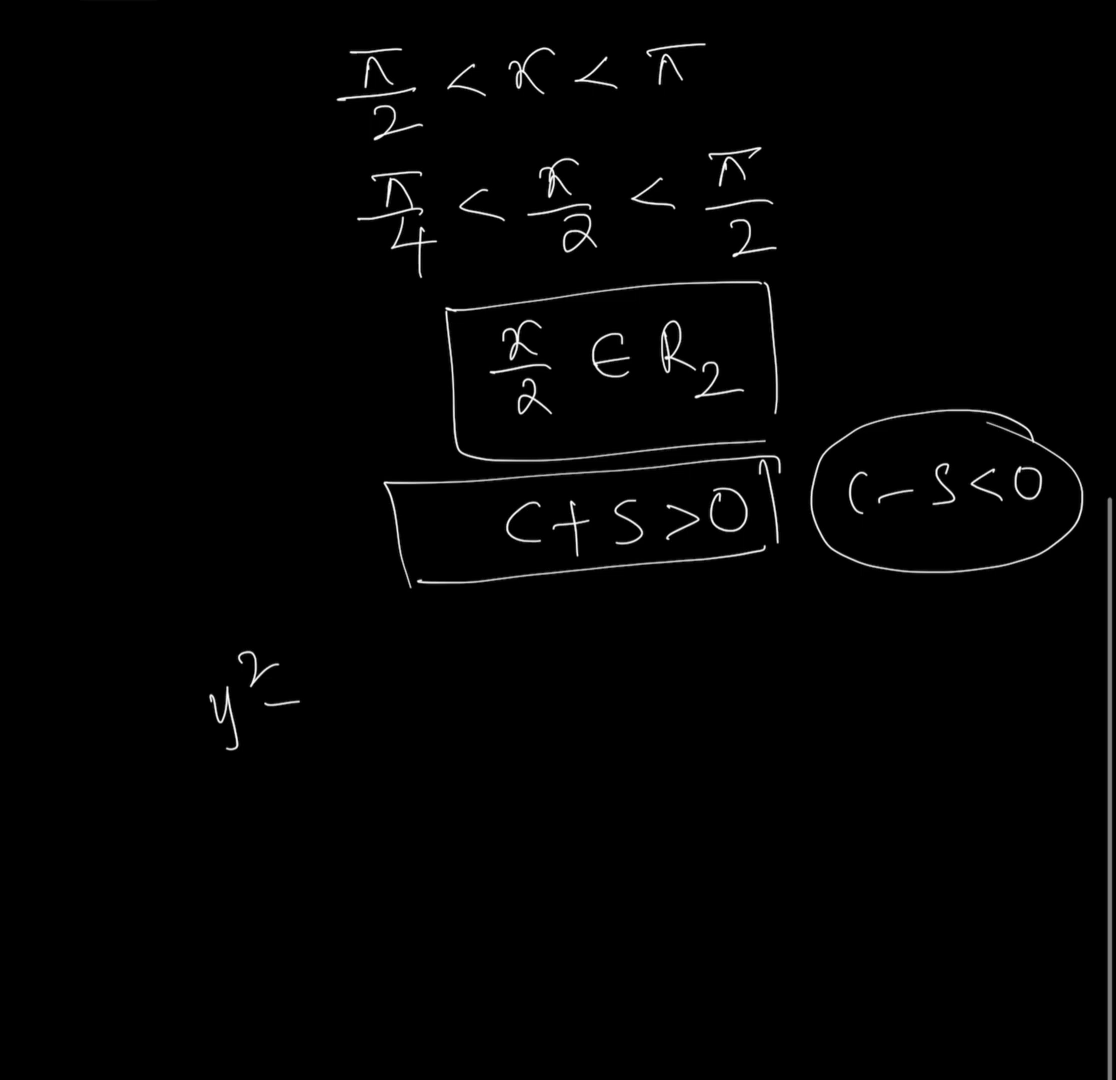 π/2 < x < π
π/4 < x/2 < π/2
x/2 ∈ R₂
C+S>0
C-S<0
y²-